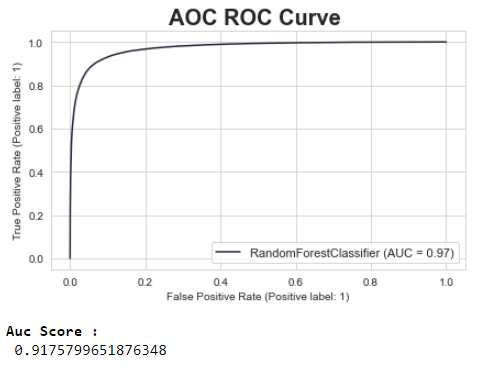 AOC ROC Curve
True Positive Rate (Positive label: 1)
1.0
0.8
0.6
0.4
0.2
0.0
RandomForestClassifier (AUC = 0.97)
0.0 0.2 0.4 0.6 0.8 1.0
False Positive Rate (Positive label: 1)
Auc Score :
0.9175799651876348